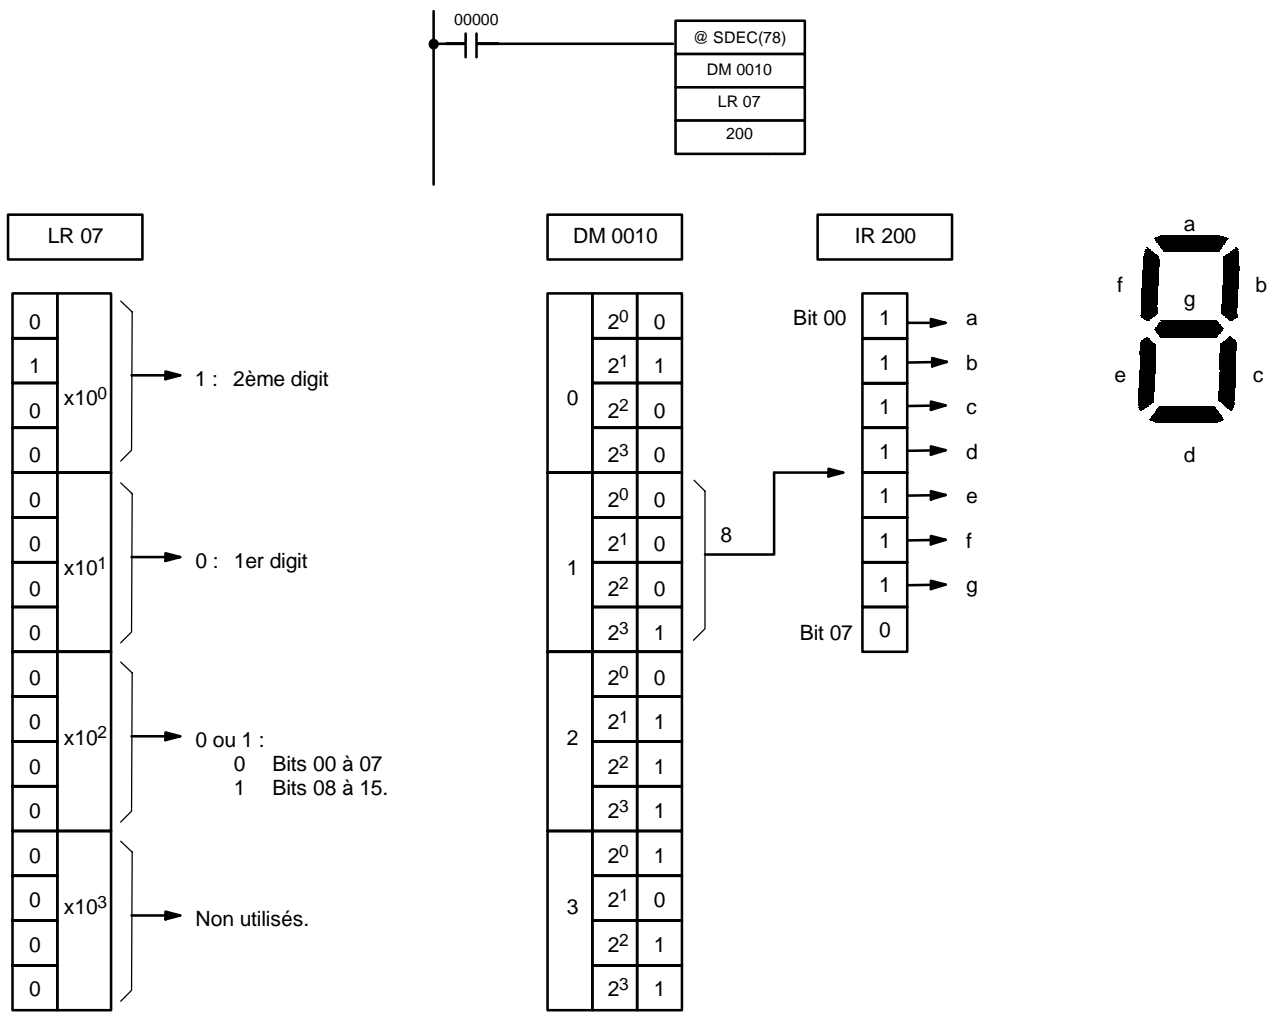 00000
@ SDEC(78)
DM 0010
LR 07
200
LR 07
DM 0010
IR 200
0
1
0
0
x10⁰
1 : 2ème digit
0
0
0
0
x10¹
0 : 1er digit
0
0
0
0
x10²
0 ou 1 :
0 Bits 00 à 07
1 Bits 08 à 15.
0
0
0
0
x10³
Non utilisés.
0
2⁰ 0
2¹ 1
2² 0
2³ 0
1
2⁰ 0
2¹ 0
2² 0
2³ 1
8
2
2⁰ 0
2¹ 1
2² 1
2³ 1
3
2⁰ 1
2¹ 0
2² 1
2³ 1
Bit 00 1 a
1 b
1 c
1 d
1 e
1 f
1 g
Bit 07 0
a
f b
g
e c
d